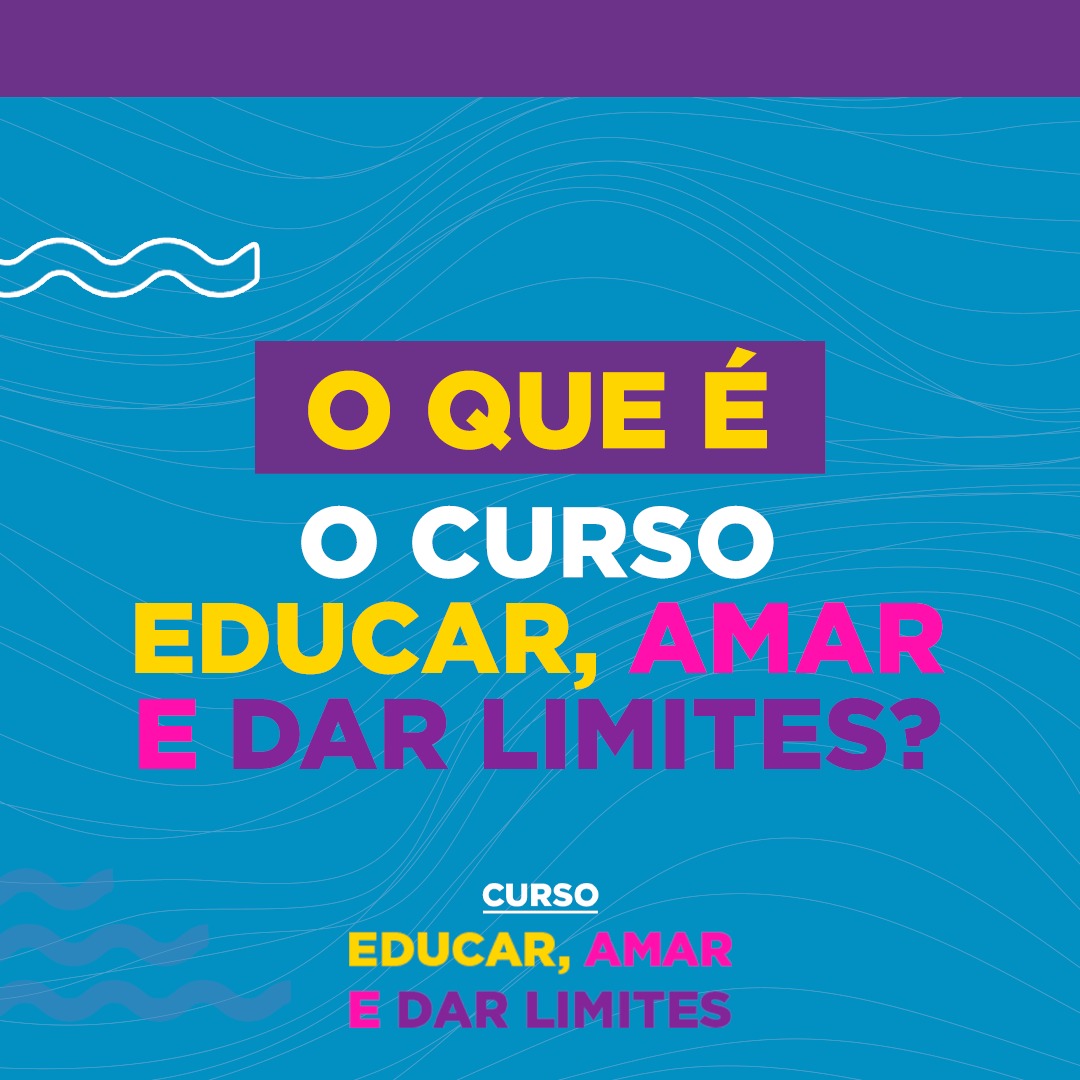 O QUE É
O CURSO
EDUCAR, AMAR
E DAR LIMITES?
CURSO
EDUCAR, AMAR
E DAR LIMITES